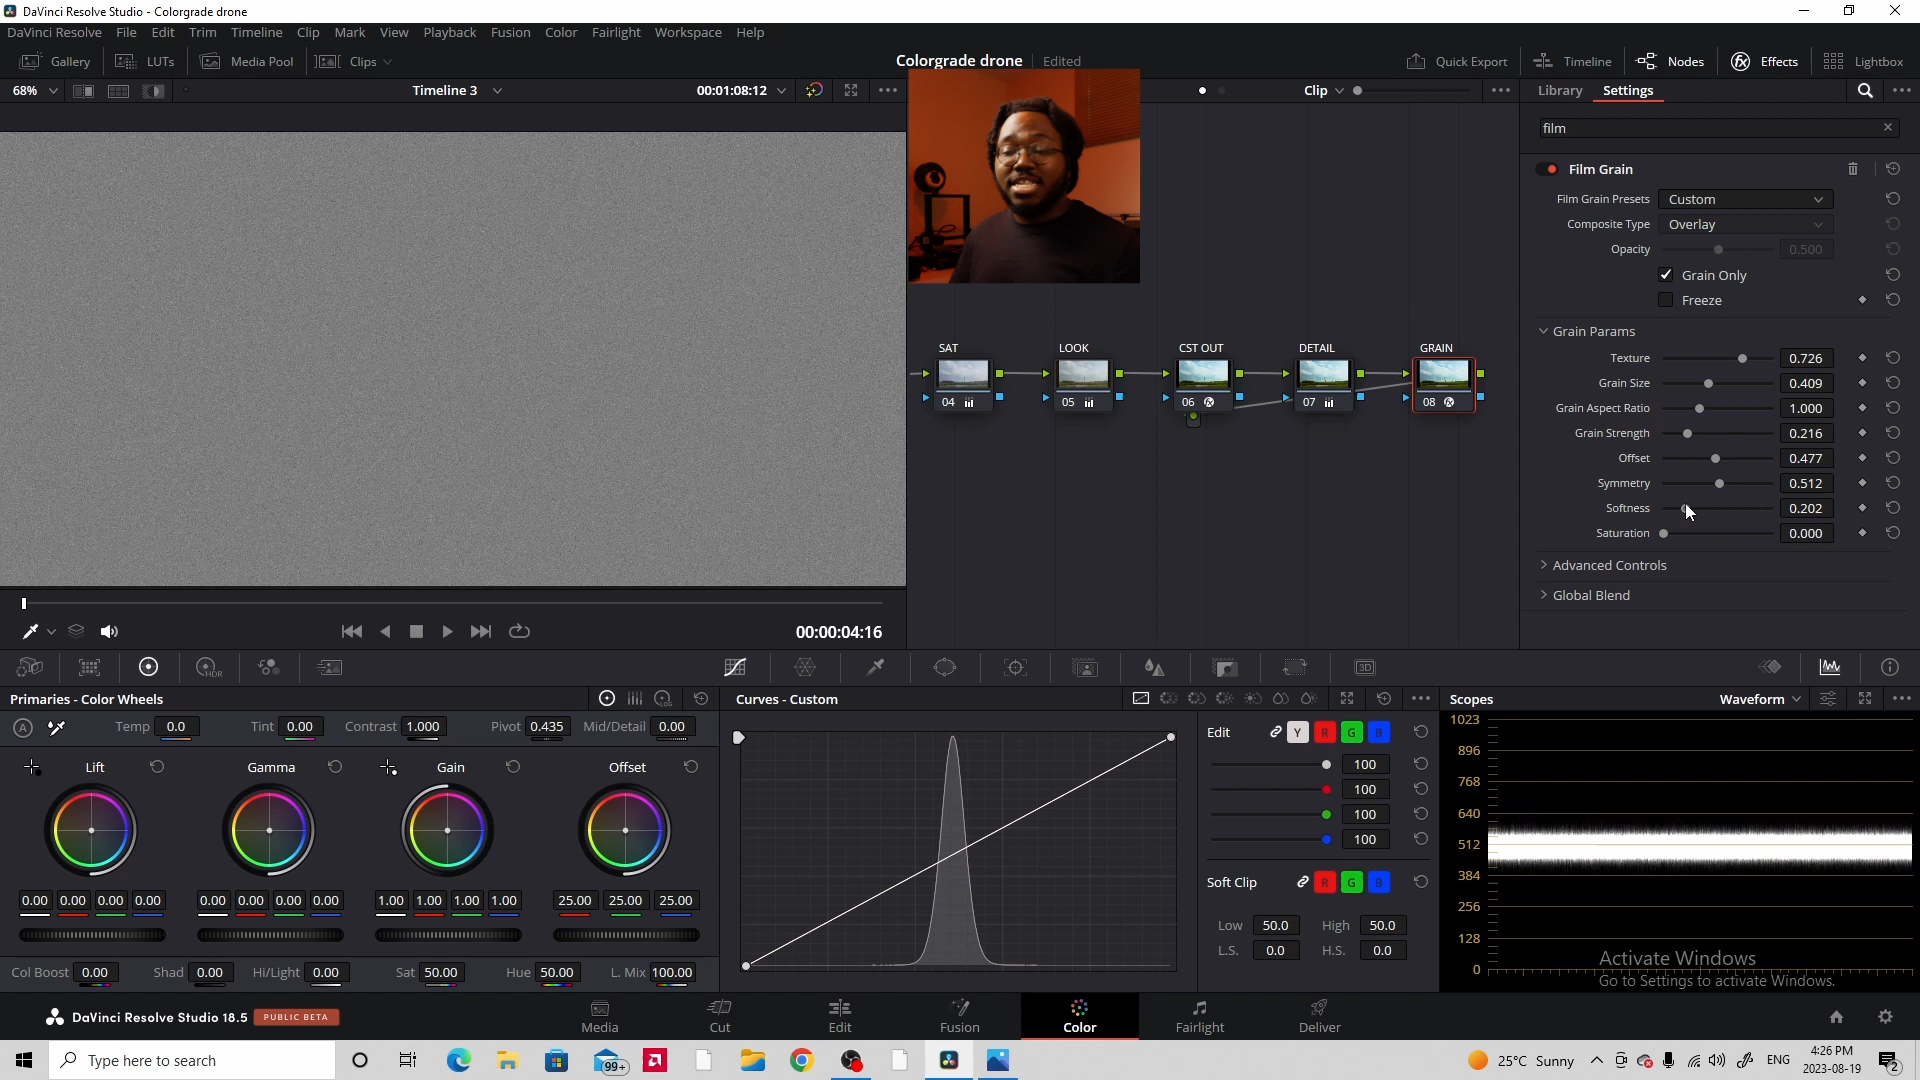 DaVinci Resolve Studio - Colorgrade drone
DaVinci Resolve File Edit Trim Timeline Clip Mark View Playback Fusion Color Fairlight Workspace Help
Gallery LUTs Media Pool Clips Colorgrade drone Edited Quick Export Timeline Nodes Effects Lightbox
68% Timeline 3 00:01:08:12 Clip Library Settings
film
Film Grain
Film Grain Presets Custom
Composite Type Overlay
Opacity 0.500
Grain Only
Freeze
Grain Params
SAT LOOK CST OUT DETAIL GRAIN
Texture 0.726
Grain Size 0.409
04 05 06 07 08
Grain Aspect Ratio 1.000
Grain Strength 0.216
Offset 0.477
Symmetry 0.512
Softness 0.202
Saturation 0.000
Advanced Controls
Global Blend
00:00:04:16
HDR
3D
Primaries - Color Wheels LOG Curves - Custom Scopes Waveform
A Temp 0.0 Tint 0.00 Contrast 1.000 Pivot 0.435 Mid/Detail 0.00
Lift Gamma Gain Offset
0.00 0.00 0.00 0.00 0.00 0.00 0.00 0.00 1.00 1.00 1.00 1.00 25.00 25.00 25.00
Col Boost 0.00 Shad 0.00 Hi/Light 0.00 Sat 50.00 Hue 50.00 L. Mix 100.00
Edit Y R G B
100
100
100
100
Soft Clip R G B
Low 50.0 High 50.0
L.S. 0.0 H.S. 0.0
1023
896
768
640
512
384
256
128
0
Activate Windows
Go to Settings to activate Windows.
DaVinci Resolve Studio 18.5 PUBLIC BETA Media Cut Edit Fusion Color Fairlight Deliver
Type here to search 99+ 25°C Sunny ENG 4:26 PM
2023-08-19 2